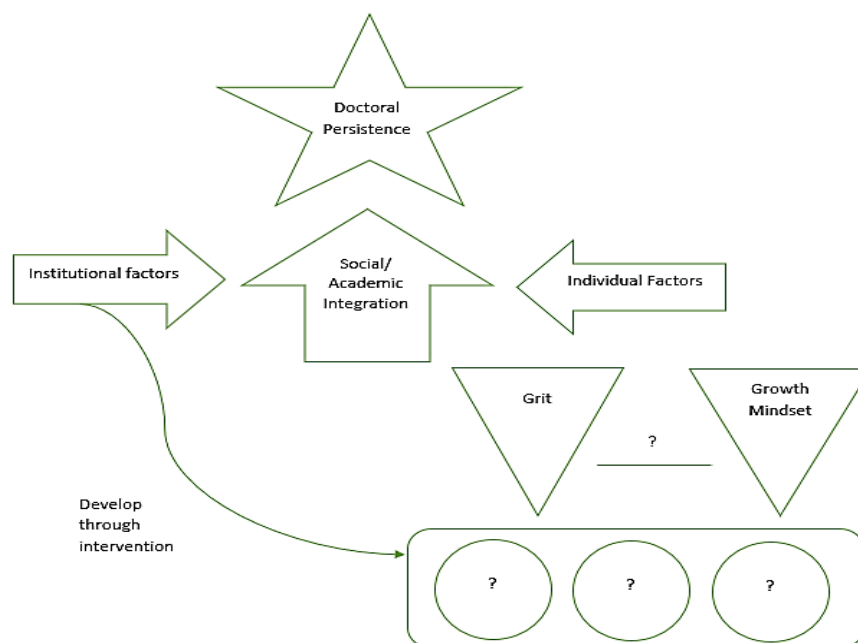 Doctoral
Persistence
Institutional factors
Social/
Academic
Integration
Individual Factors
Grit
Growth
Mindset
?
Develop
through
intervention
?
?
?